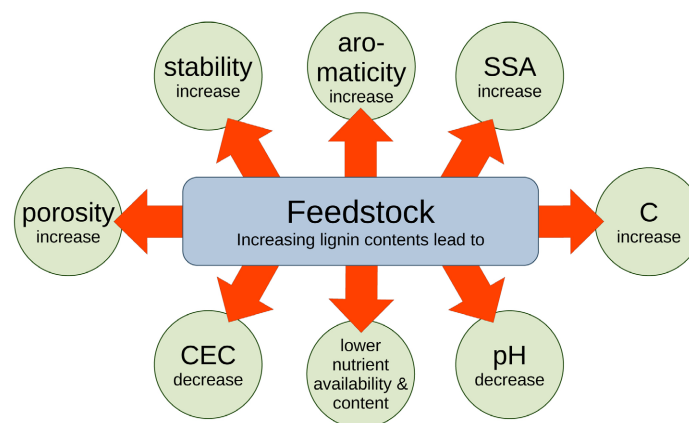 stability
increase
aro-
maticity
increase
SSA
increase
porosity
increase
Feedstock
Increasing lignin contents lead to
C
increase
CEC
decrease
lower
nutrient
availability &
content
pH
decrease